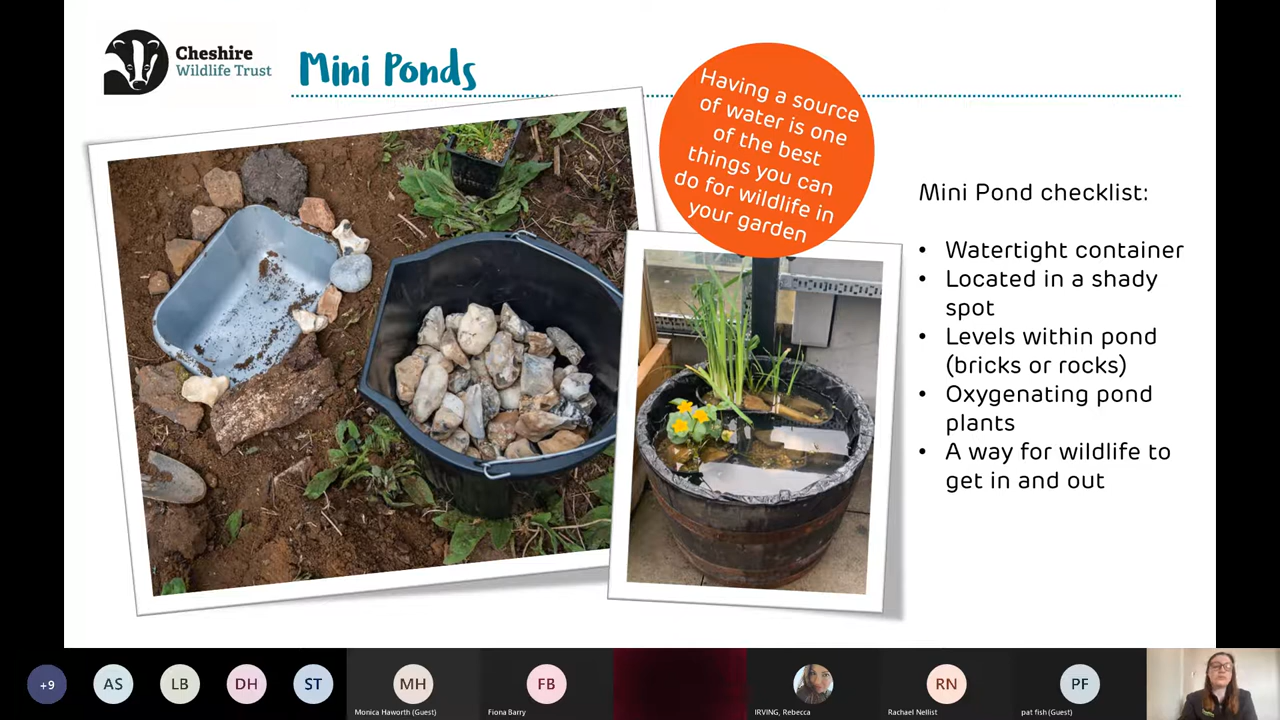 Cheshire
Wildlife Trust
Mini Ponds
Having a source
of water is one
of the best
things you can
do for wildlife in
your garden
Mini Pond checklist:
• Watertight container
• Located in a shady
spot
• Levels within pond
(bricks or rocks)
• Oxygenating pond
plants
• A way for wildlife to
get in and out
+9
AS
LB
DH
ST
MH
Monica Haworth (Guest)
FB
Fiona Barry
IRVING, Rebecca
RN
Rachael Nellist
PF
pat fish (Guest)